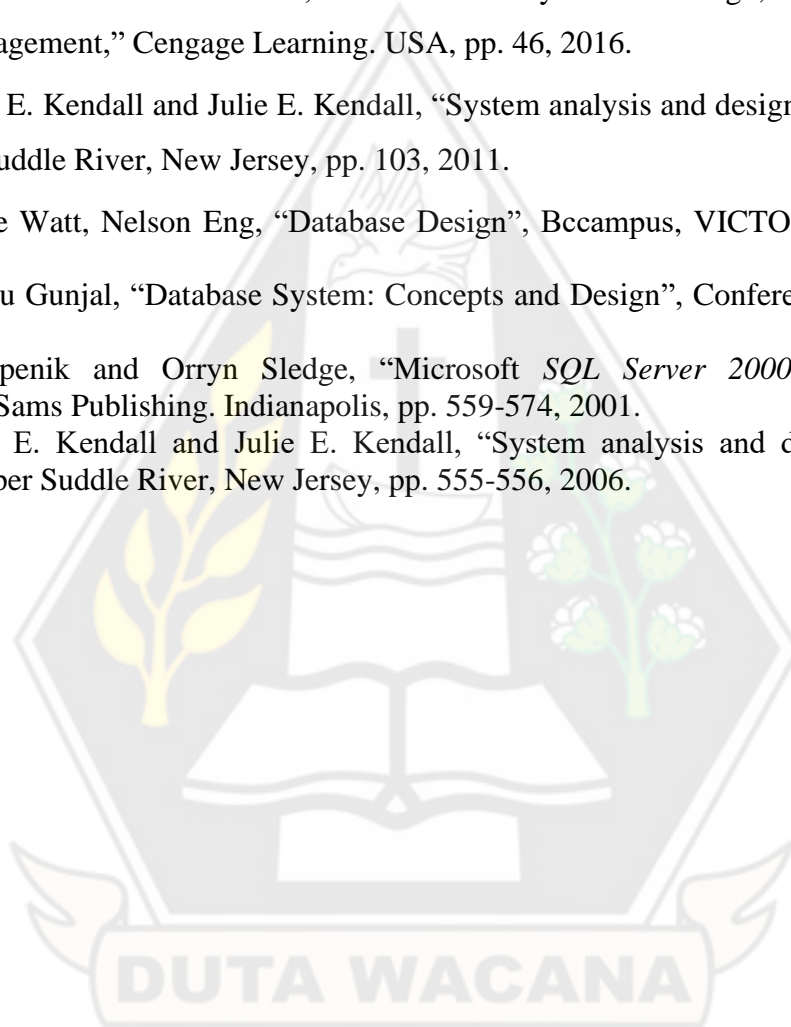 agement,” Cengage Learning. USA, pp. 46, 2016.
E. Kendall and Julie E. Kendall, “System analysis and design
uddle River, New Jersey, pp. 103, 2011.
e Watt, Nelson Eng, “Database Design”, Bccampus, VICTO
u Gunjal, “Database System: Concepts and Design”, Confere
penik and Orryn Sledge, “Microsoft SQL Server 2000
Sams Publishing. Indianapolis, pp. 559-574, 2001.
E. Kendall and Julie E. Kendall, “System analysis and d
per Suddle River, New Jersey, pp. 555-556, 2006.
DUTA WACANA